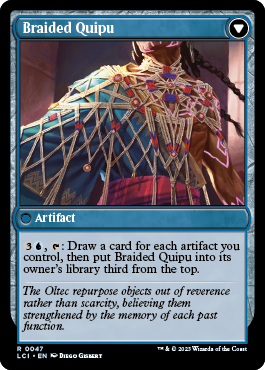 Braided Quipu
Artifact
3, : Draw a card for each artifact you
control, then put Braided Quipu into its
owner's library third from the top.
The Oltec repurpose objects out of reverence
rather than scarcity, believing them
strengthened by the memory of each past
function.
R 0047
LCI • EN Diego Gisbert
™ & © 2023 Wizards of the Coast